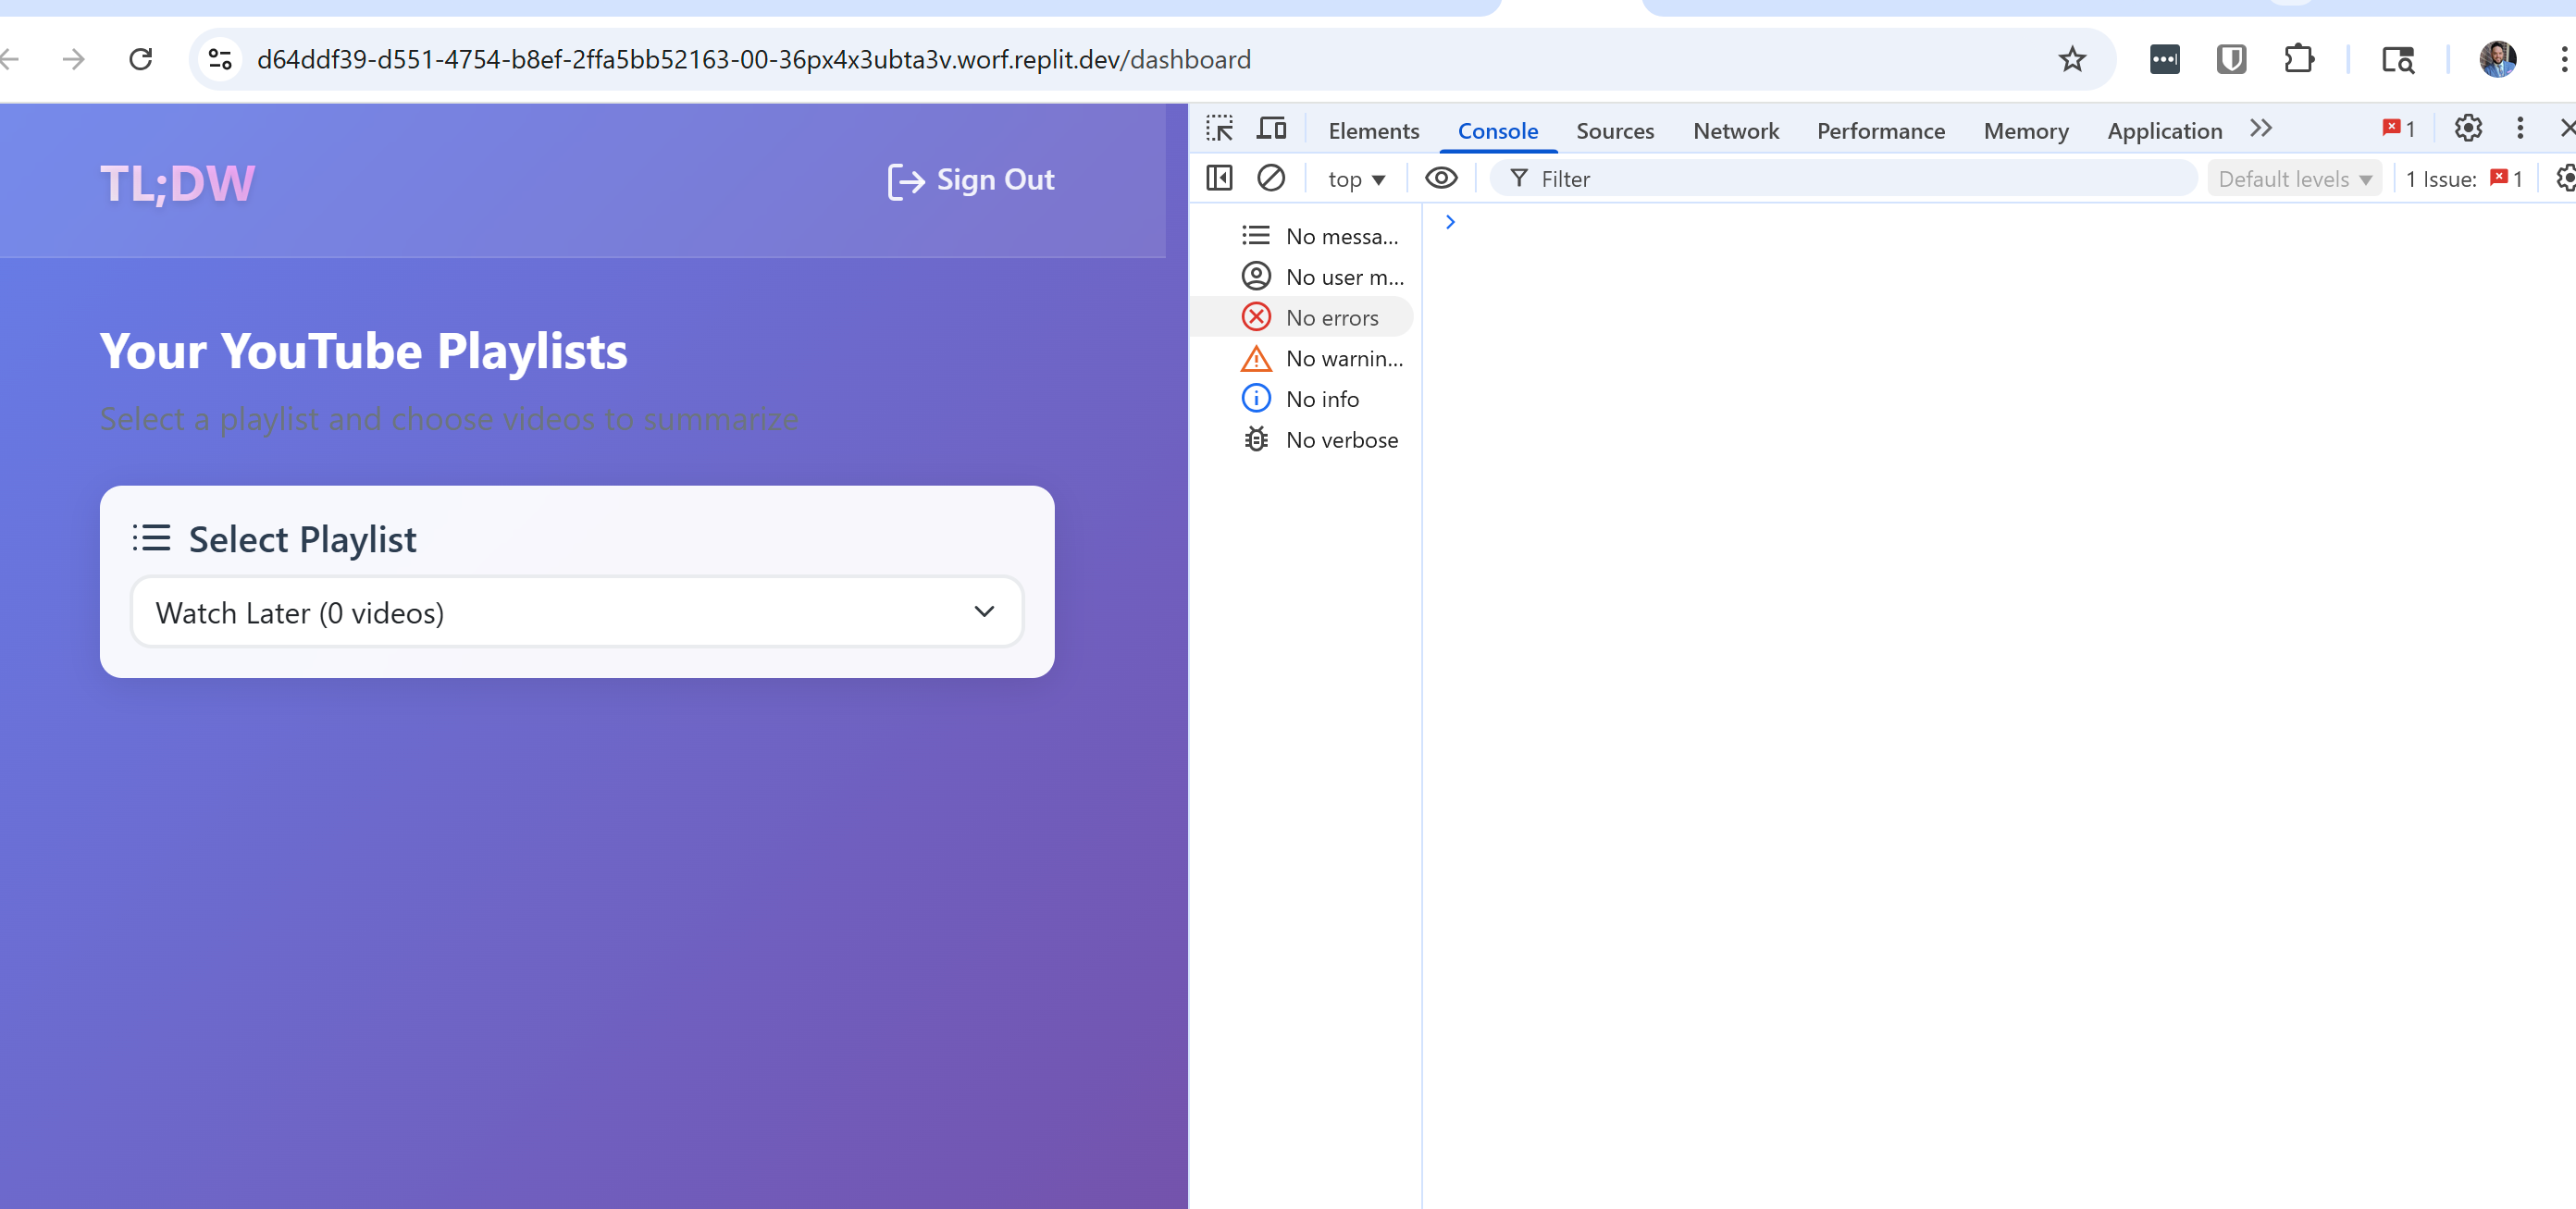 d64ddf39-d551-4754-b8ef-2ffa5bb52163-00-36px4x3ubta3v.worf.replit.dev/dashboard
TL;DW
Sign Out
Your YouTube Playlists
Select a playlist and choose videos to summarize
Select Playlist
Watch Later (0 videos)
Elements Console Sources Network Performance Memory Application 1
top Filter Default levels 1 Issue: 1
No messa...
No user m...
No errors
No warnin...
No info
No verbose